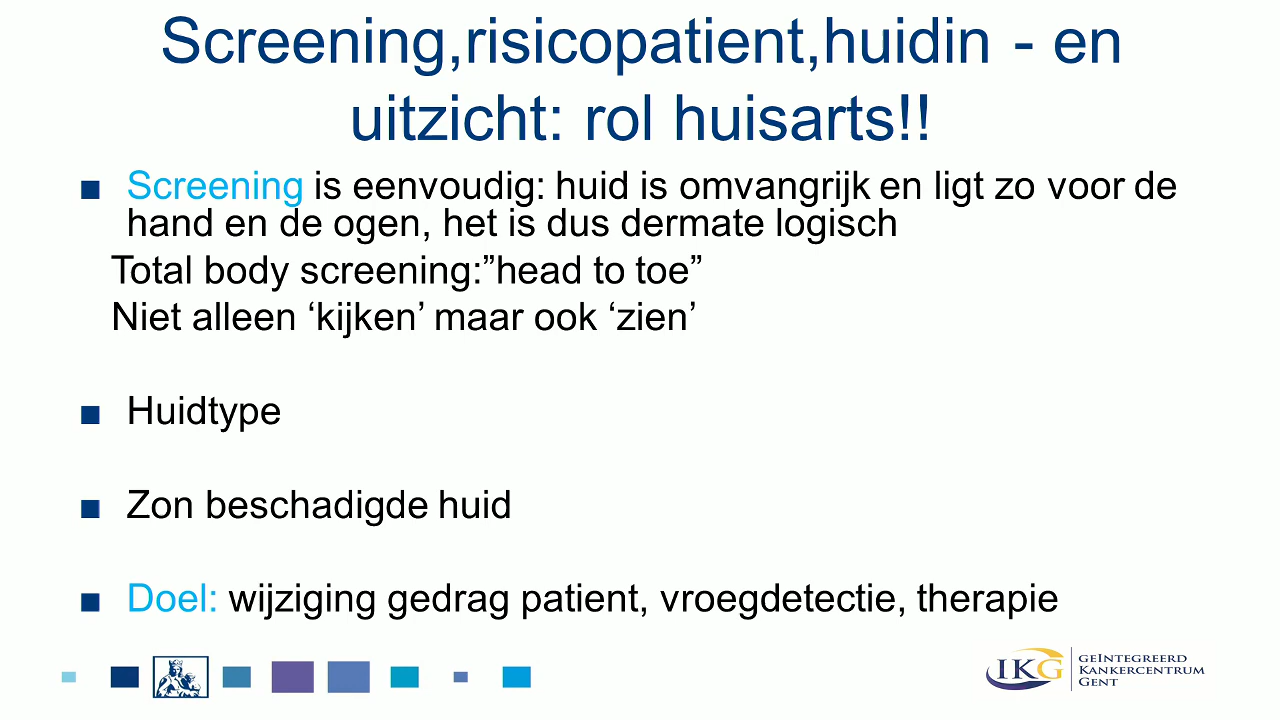 Screening,risicopatient,huidin - en
uitzicht: rol huisarts!!
Screening is eenvoudig: huid is omvangrijk en ligt zo voor de
hand en de ogen, het is dus dermate logisch
Total body screening:”head to toe”
Niet alleen ‘kijken’ maar ook ‘zien’
Huidtype
Zon beschadigde huid
Doel: wijziging gedrag patient, vroegdetectie, therapie
IKG
GEÏNTEGREERD
KANKERCENTRUM
GENT